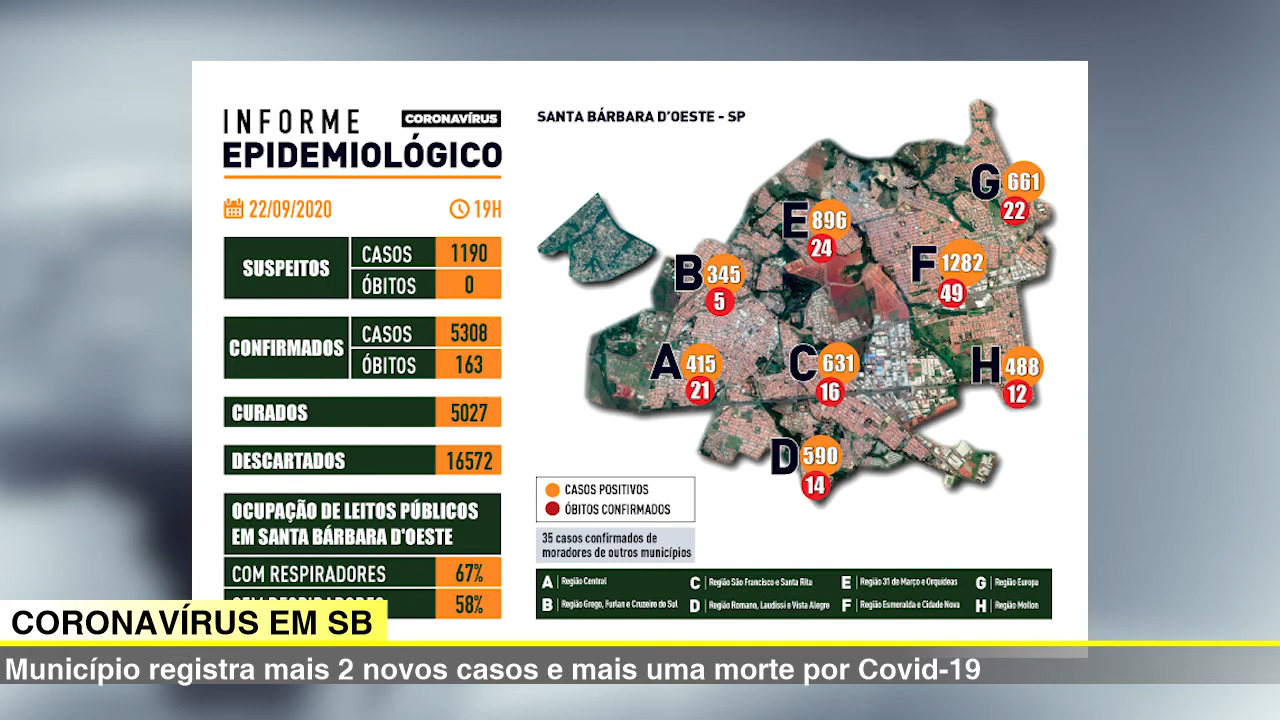 INFORME
CORONAVÍRUS
EPIDEMIOLÓGICO
22/09/2020
19H
SUSPEITOS
CASOS 1190
ÓBITOS 0
CONFIRMADOS
CASOS 5308
ÓBITOS 163
CURADOS 5027
DESCARTADOS 16572
OCUPAÇÃO DE LEITOS PÚBLICOS
EM SANTA BÁRBARA D'OESTE
COM RESPIRADORES 67%
SEM RESPIRADORES 58%
SANTA BÁRBARA D'OESTE - SP
G 661
22
E 896
24
F 1282
49
B 345
5
A 415
21
C 631
16
H 488
12
D 590
14
CASOS POSITIVOS
ÓBITOS CONFIRMADOS
35 casos confirmados de
moradores de outros municípios
A Região Central
B Região Grego, Furlan e Cruzeiro do Sul
C Região São Francisco e Santa Rita
D Região Romano, Laudissi e Vista Alegre
E Região 31 de Março e Orquídeas
F Região Esmeralda e Cidade Nova
G Região Europa
H Região Mollon
CORONAVÍRUS EM SB
Município registra mais 2 novos casos e mais uma morte por Covid-19